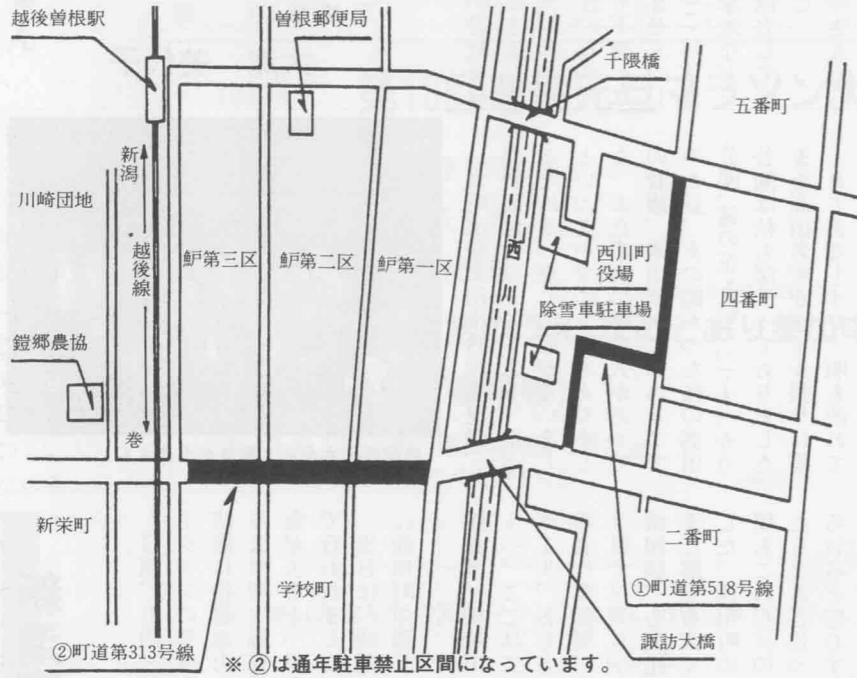 越後曽根駅
曽根郵便局
千隈橋
五番町
新潟
川崎団地
越後線
鈩第三区
鈩第二区
鈩第一区
西川
西川町
役場
四番町
除雪車駐車場
鎧郷農協
巻
新栄町
二番町
学校町
①町道第518号線
②町道第313号線
諏訪大橋
※②は通年駐車禁止区間になっています。